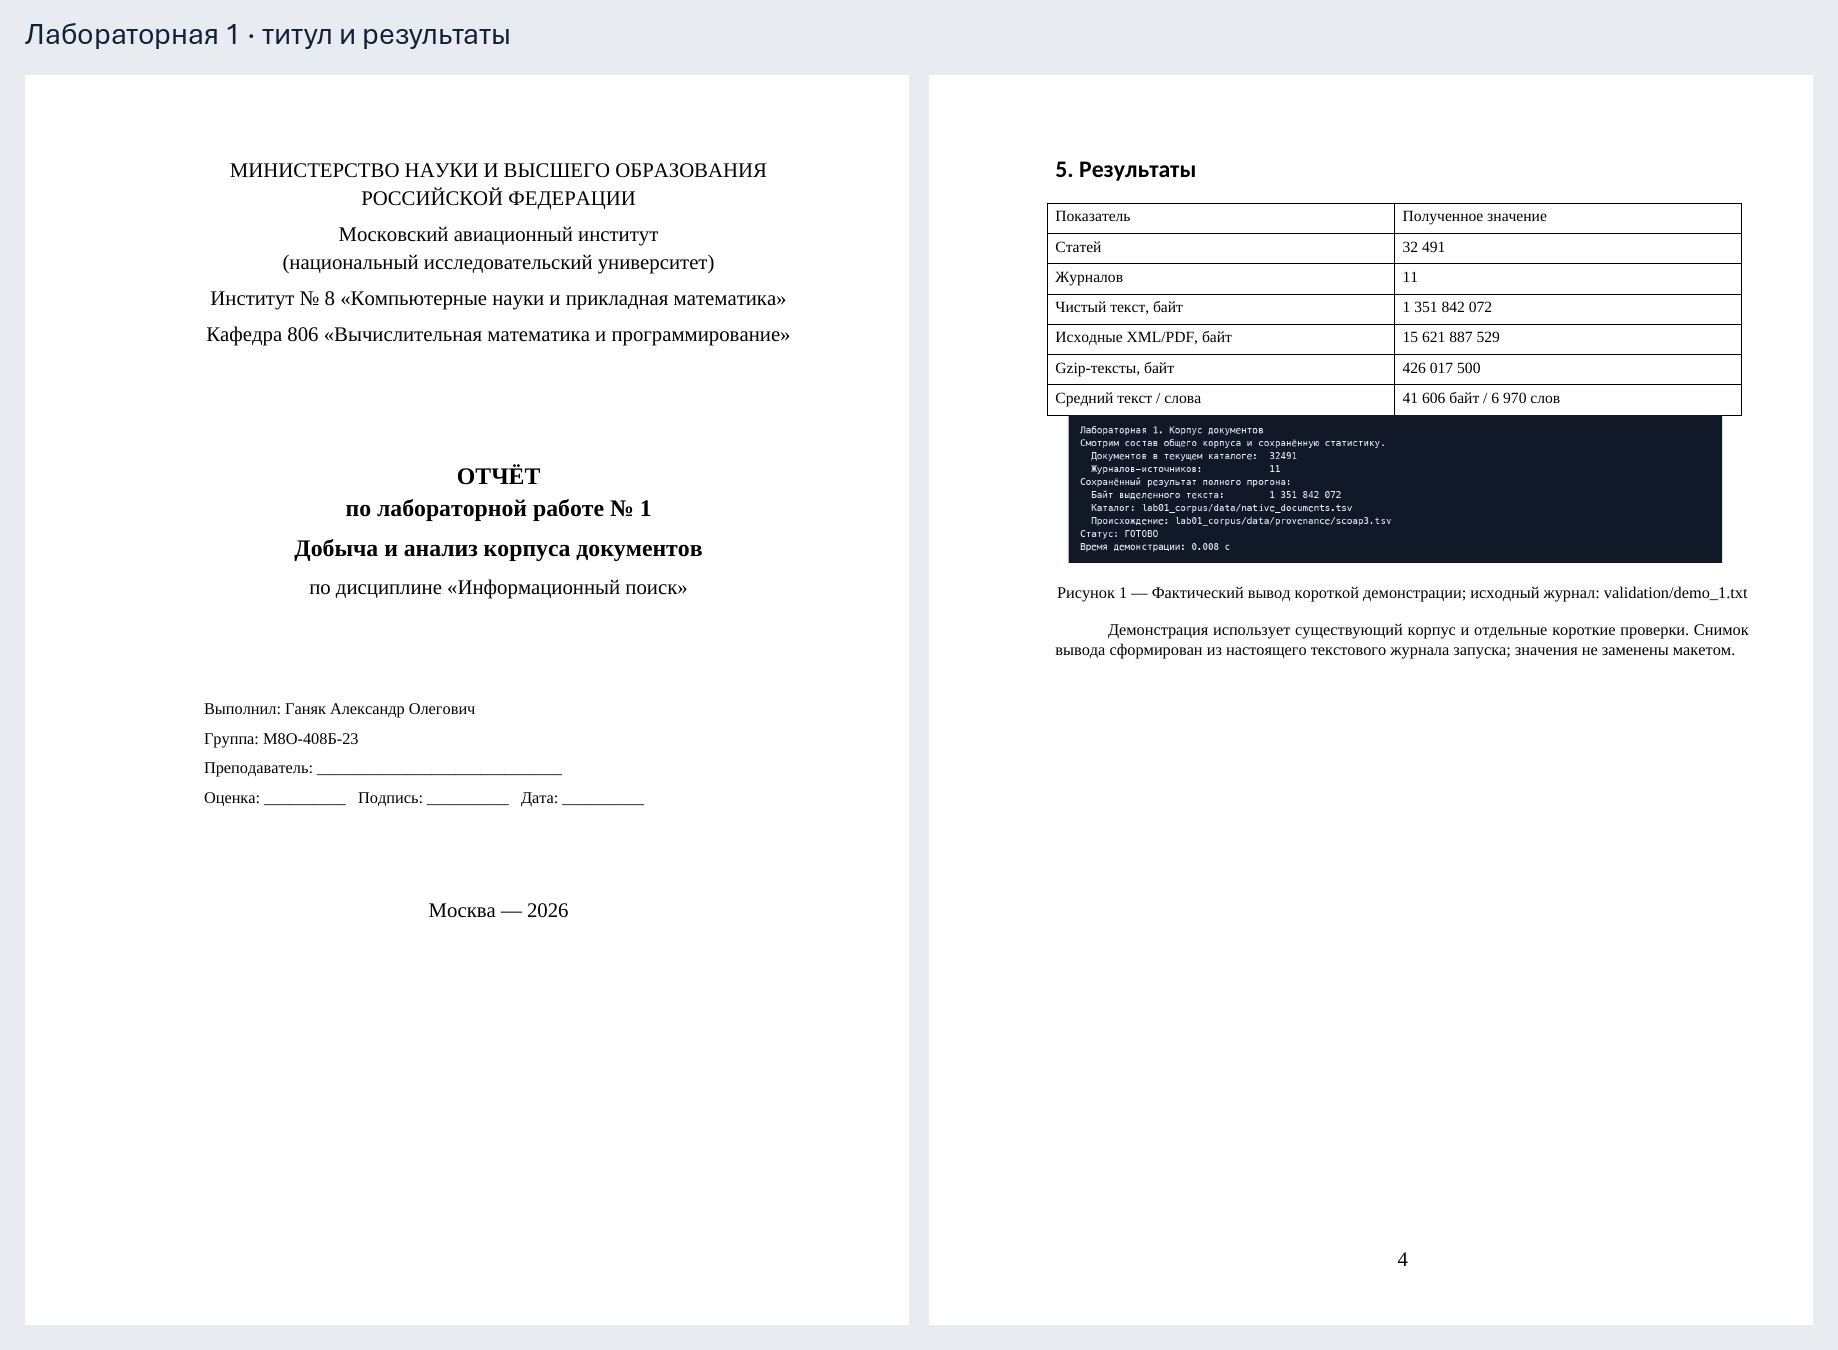 Лабораторная 1 · титул и результаты
МИНИСТЕРСТВО НАУКИ И ВЫСШЕГО ОБРАЗОВАНИЯ
РОССИЙСКОЙ ФЕДЕРАЦИИ
Московский авиационный институт
(национальный исследовательский университет)
Институт № 8 «Компьютерные науки и прикладная математика»
Кафедра 806 «Вычислительная математика и программирование»
ОТЧЁТ
по лабораторной работе № 1
Добыча и анализ корпуса документов
по дисциплине «Информационный поиск»
Выполнил: Ганяк Александр Олегович
Группа: М8О-408Б-23
Преподаватель: ______________________________
Оценка: __________ Подпись: __________ Дата: __________
Москва — 2026
5. Результаты
Показатель Полученное значение
Статей 32 491
Журналов 11
Чистый текст, байт 1 351 842 072
Исходные XML/PDF, байт 15 621 887 529
Gzip-тексты, байт 426 017 500
Средний текст / слова 41 606 байт / 6 970 слов
Лабораторная 1. Корпус документов
Смотрим состав общего корпуса и сохранённую статистику.
Документов в текущем каталоге: 32491
Журналов-источников: 11
Сохранённый результат полного прогона:
Байт выделенного текста: 1 351 842 072
Каталог: lab01_corpus/data/native_documents.tsv
Происхождение: lab01_corpus/data/provenance/scoap3.tsv
Статус: ГОТОВО
Время демонстрации: 0.008 с
Рисунок 1 — Фактический вывод короткой демонстрации; исходный журнал: validation/demo_1.txt
Демонстрация использует существующий корпус и отдельные короткие проверки. Снимок
вывода сформирован из настоящего текстового журнала запуска; значения не заменены макетом.
4